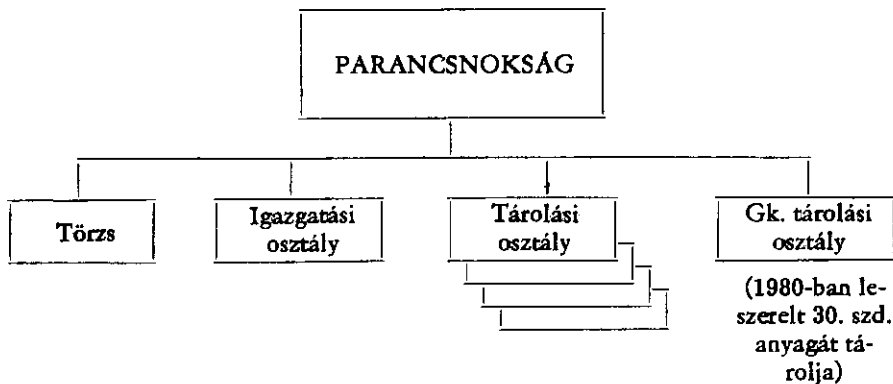 PARANCSNOKSÁG
Törzs
Igazgatási
osztály
Tárolási
osztály
Gk. tárolási
osztály
(1980-ban le-
szerelt 30. szd.
anyagát tá-
rolja)